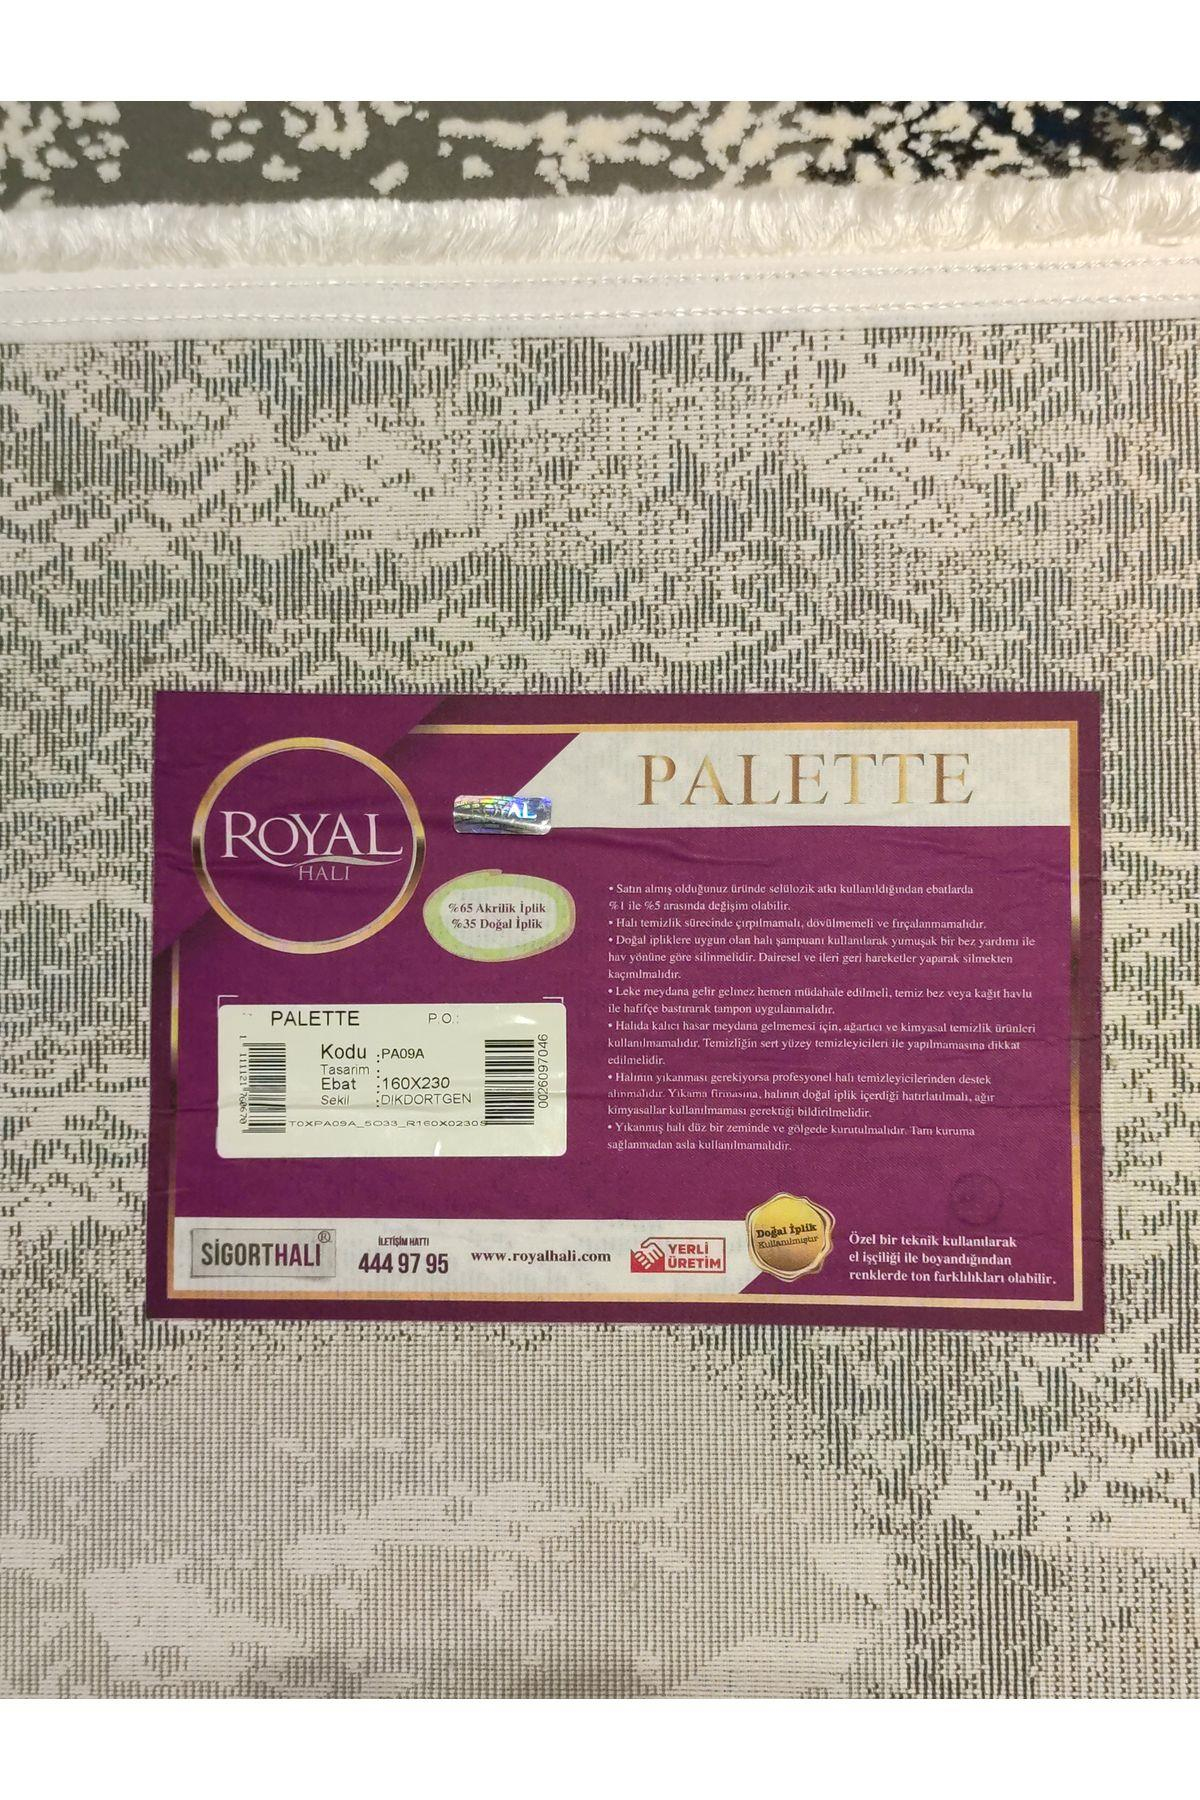 PALETTE
ROYAL
HALI
ROYAL
%65 Akrilik İplik
%35 Doğal İplik
• Satın almış olduğunuz üründe selülozik atkı kullanıldığından ebatlarda
%1 ile %5 arasında değişim olabilir.
• Halı temizlik sürecinde çırpılmamalı, dövülmemeli ve fırçalanmamalıdır.
• Doğal ipliklere uygun olan halı şampuanı kullanılarak yumuşak bir bez yardımı ile
hav yönüne göre silinmelidir. Dairesel ve ileri geri hareketler yaparak silmekten
kaçınılmalıdır.
• Leke meydana gelir gelmez hemen müdahale edilmeli, temiz bez veya kağıt havlu
ile hafifçe bastırarak tampon uygulanmalıdır.
• Halıda kalıcı hasar meydana gelmemesi için, ağartıcı ve kimyasal temizlik ürünleri
kullanılmamalıdır. Temizliğin sert yüzey temizleyicileri ile yapılmamasına dikkat
edilmelidir.
• Halının yıkanması gerekiyorsa profesyonel halı temizleyicilerinden destek
alınmalıdır. Yıkama firmasına, halının doğal iplik içerdiği hatırlatılmalı, ağır
kimyasallar kullanılmaması gerektiği bildirilmelidir.
• Yıkanmış halı düz bir zeminde ve gölgede kurutulmalıdır. Tam kuruma
sağlanmadan asla kullanılmamalıdır.
PALETTE P.O.:
Kodu : PA09A
Tasarim :
Ebat : 160X230
Sekil : DIKDORTGEN
0026097046
T0XPA09A_5O33_R160X0230S
SİGORTHALI®
İLETİŞİM HATTI
444 97 95
www.royalhali.com
YERLİ
ÜRETİM
Doğal İplik
Kullanılmıştır
Özel bir teknik kullanılarak
el işçiliği ile boyandığından
renklerde ton farklılıkları olabilir.